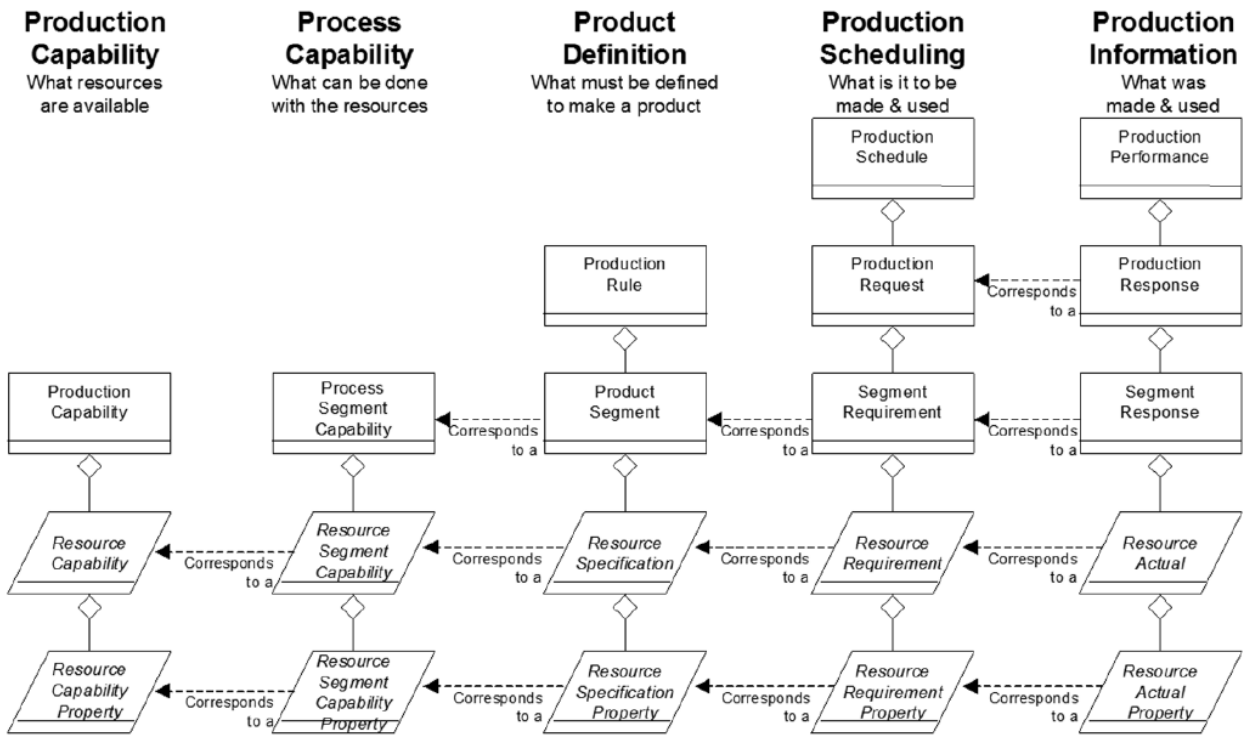 Production
Capability
What resources
are available
Process
Capability
What can be done
with the resources
Product
Definition
What must be defined
to make a product
Production
Scheduling
What is it to be
made & used
Production
Information
What was
made & used
Production
Schedule
Production
Performance
Production
Rule
Production
Request
Corresponds
to a
Production
Response
Production
Capability
Process
Segment
Capability
Corresponds
to a
Product
Segment
Corresponds
to a
Segment
Requirement
Corresponds
to a
Segment
Response
Resource
Capability
Corresponds
to a
Resource
Segment
Capability
Corresponds
to a
Resource
Specification
Corresponds
to a
Resource
Requirement
Corresponds
to a
Resource
Actual
Resource
Capability
Property
Corresponds
to a
Resource
Segment
Capability
Property
Corresponds
to a
Resource
Specification
Property
Corresponds
to a
Resource
Requirement
Property
Corresponds
to a
Resource
Actual
Property